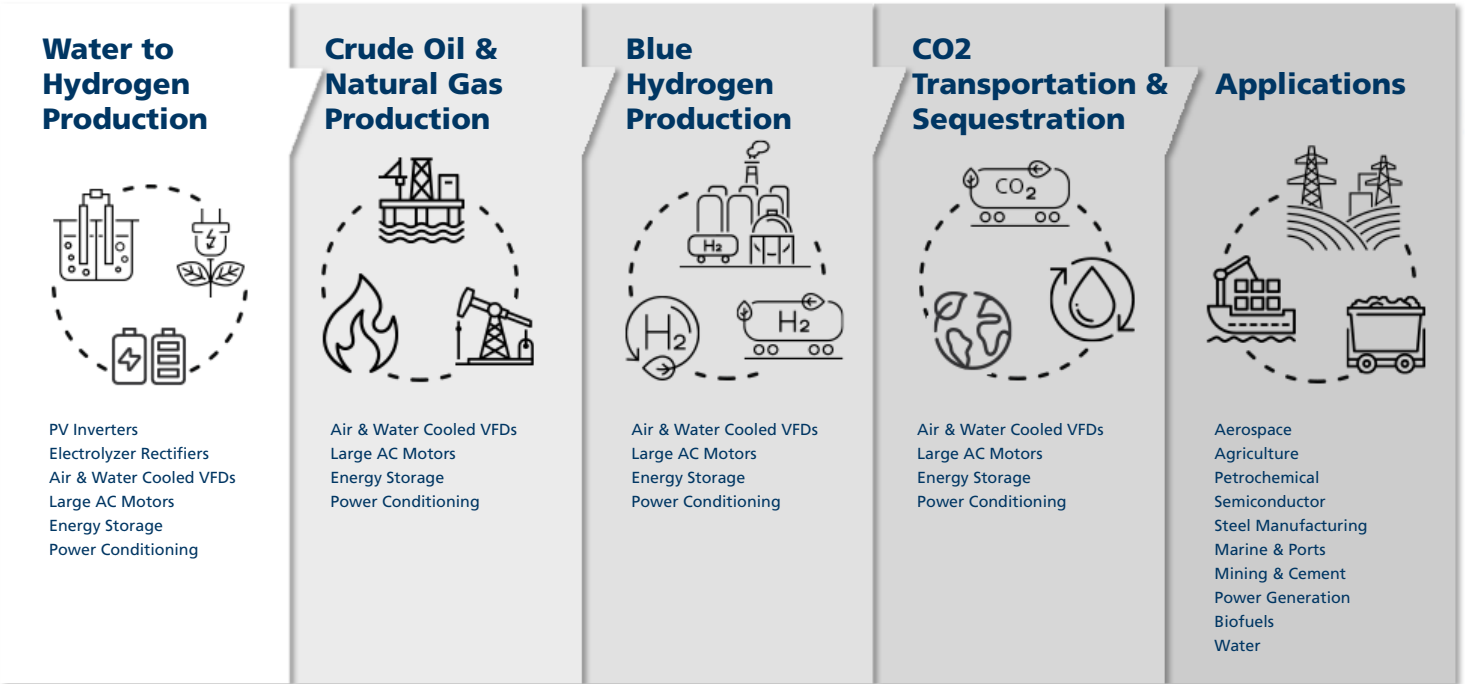 Water to
Hydrogen
Production
PV Inverters
Electrolyzer Rectifiers
Air & Water Cooled VFDs
Large AC Motors
Energy Storage
Power Conditioning
Crude Oil &
Natural Gas
Production
Air & Water Cooled VFDs
Large AC Motors
Energy Storage
Power Conditioning
Blue
Hydrogen
Production
H2
H2
H2
Air & Water Cooled VFDs
Large AC Motors
Energy Storage
Power Conditioning
CO2
Transportation &
Sequestration
CO2
Air & Water Cooled VFDs
Large AC Motors
Energy Storage
Power Conditioning
Applications
Aerospace
Agriculture
Petrochemical
Semiconductor
Steel Manufacturing
Marine & Ports
Mining & Cement
Power Generation
Biofuels
Water